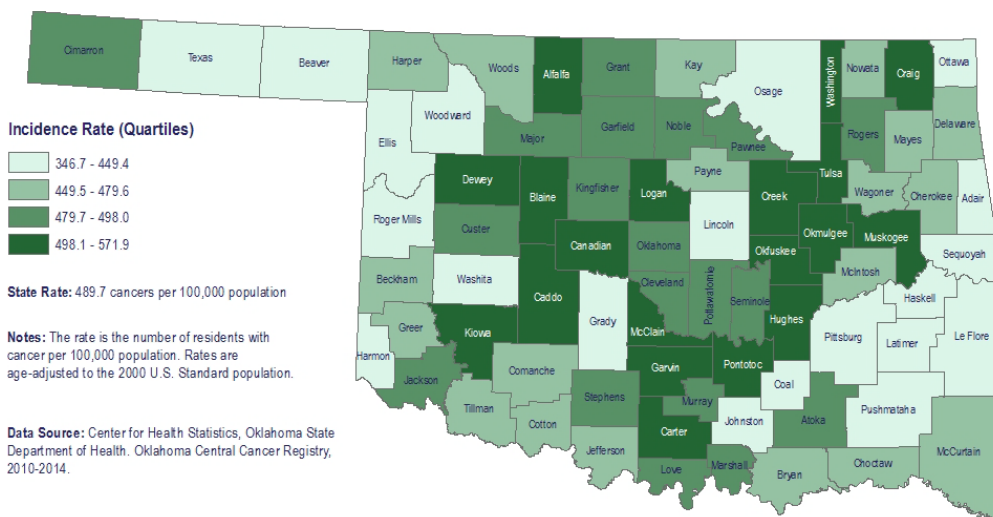 Cimarron
Texas
Beaver
Harper
Woods
Alfalfa
Grant
Kay
Osage
Washington
Nowata
Craig
Ottawa
Woodward
Ellis
Major
Garfield
Noble
Pawnee
Rogers
Mayes
Delaware
Incidence Rate (Quartiles)
346.7 - 449.4
449.5 - 479.6
479.7 - 498.0
498.1 - 571.9
Dewey
Blaine
Kingfisher
Logan
Payne
Creek
Tulsa
Wagoner
Cherokee
Adair
Roger Mills
Custer
Canadian
Oklahoma
Lincoln
Okfuskee
Okmulgee
Muskogee
Sequoyah
Beckham
Washita
Caddo
Grady
Cleveland
Pottawatomie
Seminole
Hughes
McIntosh
Haskell
State Rate: 489.7 cancers per 100,000 population
Notes: The rate is the number of residents with
cancer per 100,000 population. Rates are
age-adjusted to the 2000 U.S. Standard population.
Greer
Kiowa
McClain
Pittsburg
Latimer
Le Flore
Harmon
Jackson
Comanche
Garvin
Pontotoc
Coal
Tillman
Cotton
Stephens
Murray
Johnston
Atoka
Pushmataha
Jefferson
Carter
Love
Marshall
Bryan
Choctaw
McCurtain
Data Source: Center for Health Statistics, Oklahoma State
Department of Health. Oklahoma Central Cancer Registry,
2010-2014.